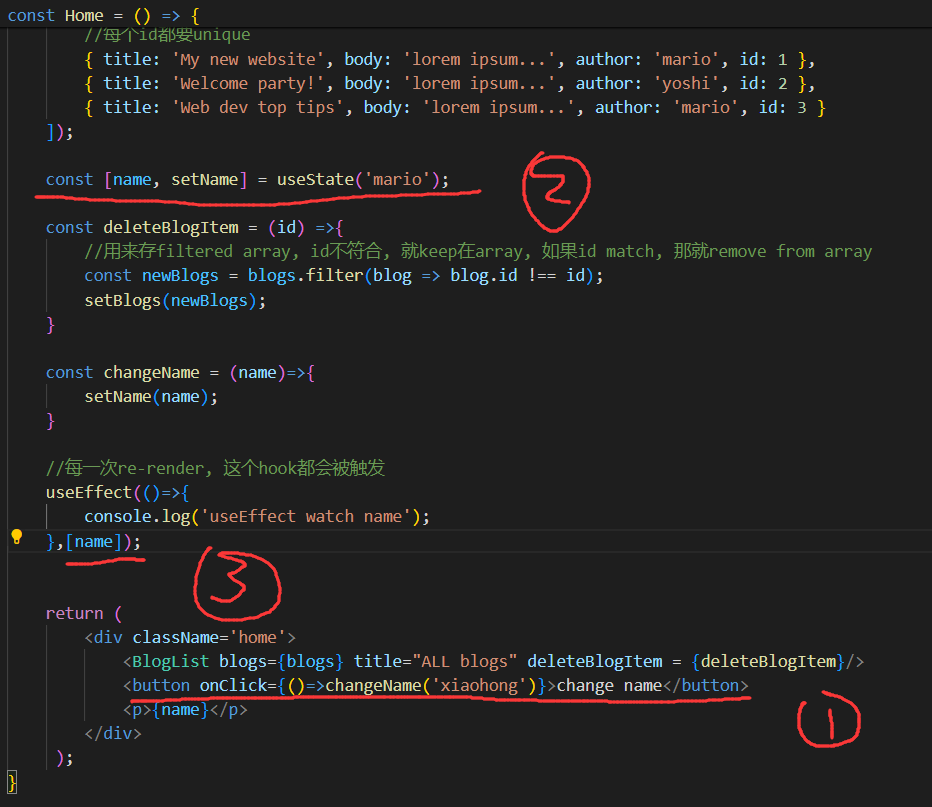 const Home = () => {
//每个id都要unique
{ title: 'My new website', body: 'lorem ipsum...', author: 'mario', id: 1 },
{ title: 'Welcome party!', body: 'lorem ipsum...', author: 'yoshi', id: 2 },
{ title: 'Web dev top tips', body: 'lorem ipsum...', author: 'mario', id: 3 }
]);
const [name, setName] = useState('mario');
2
const deleteBlogItem = (id) =>{
//用来存filtered array, id不符合, 就keep在array, 如果id match, 那就remove from array
const newBlogs = blogs.filter(blog => blog.id !== id);
setBlogs(newBlogs);
}
const changeName = (name)=>{
setName(name);
}
//每一次re-render, 这个hook都会被触发
useEffect(()=>{
console.log('useEffect watch name');
},[name]);
3
return (
<div className='home'>
<BlogList blogs={blogs} title="ALL blogs" deleteBlogItem = {deleteBlogItem}/>
<button onClick={()=>changeName('xiaohong')}>change name</button>
<p>{name}</p>
1
</div>
);
}